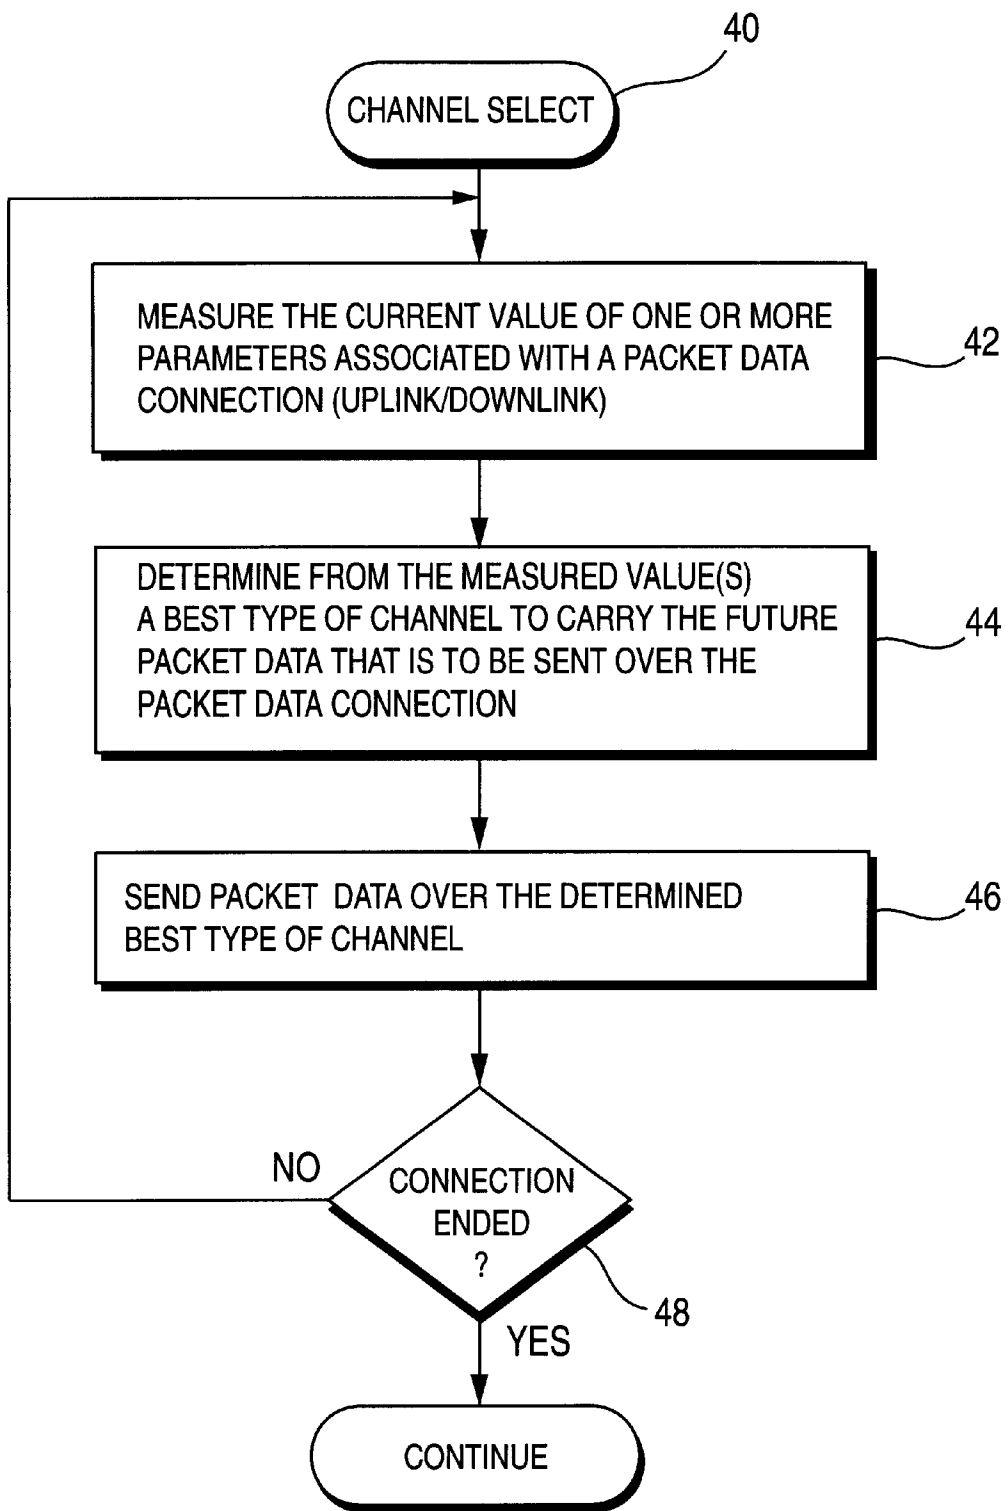 40
CHANNEL SELECT
MEASURE THE CURRENT VALUE OF ONE OR MORE
PARAMETERS ASSOCIATED WITH A PACKET DATA
CONNECTION (UPLINK/DOWNLINK)
42
DETERMINE FROM THE MEASURED VALUE(S)
A BEST TYPE OF CHANNEL TO CARRY THE FUTURE
PACKET DATA THAT IS TO BE SENT OVER THE
PACKET DATA CONNECTION
44
SEND PACKET DATA OVER THE DETERMINED
BEST TYPE OF CHANNEL
46
NO
CONNECTION
ENDED
?
48
YES
CONTINUE